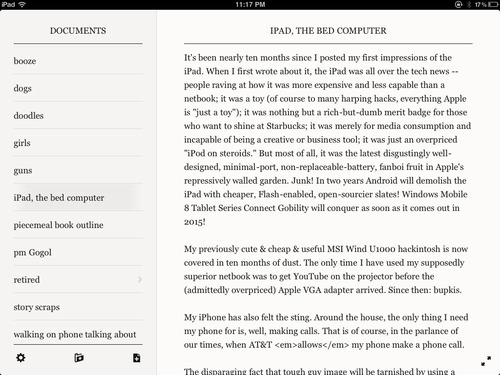 iPad
11:17 PM
17%
DOCUMENTS
booze
dogs
doodles
girls
guns
iPad, the bed computer
piecemeal book outline
pm Gogol
retired
story scraps
walking on phone talking about
IPAD, THE BED COMPUTER
It's been nearly ten months since I posted my first impressions of the
iPad. When I first wrote about it, the iPad was all over the tech news --
people raving at how it was more expensive and less capable than a
netbook; it was a toy (of course to many harping hacks, everything Apple
is "just a toy"); it was nothing but a rich-but-dumb merit badge for those
who want to shine at Starbucks; it was merely for media consumption and
incapable of being a creative or business tool; it was just an overpriced
"iPod on steroids." But most of all, it was the latest disgustingly well-
designed, minimal-port, non-replaceable-battery, fanboi fruit in Apple's
repressively walled garden. Junk! In two years Android will demolish the
iPad with cheaper, Flash-enabled, open-sourcier slates! Windows Mobile
8 Tablet Series Connect Gobility will conquer as soon as it comes out in
2015!
My previously cute & cheap & useful MSI Wind U1000 hackintosh is now
covered in ten months of dust. The only time I have used my supposedly
superior netbook was to get YouTube on the projector before the
(admittedly overpriced) Apple VGA adapter arrived. Since then: bupkis.
My iPhone has also felt the sting. Around the house, the only thing I need
my phone for is, well, making calls. That is of course, in the parlance of
our times, when AT&T <em>allows</em> my phone make a phone call.
The disparaging fact that tough guy image will be tarnished by using a